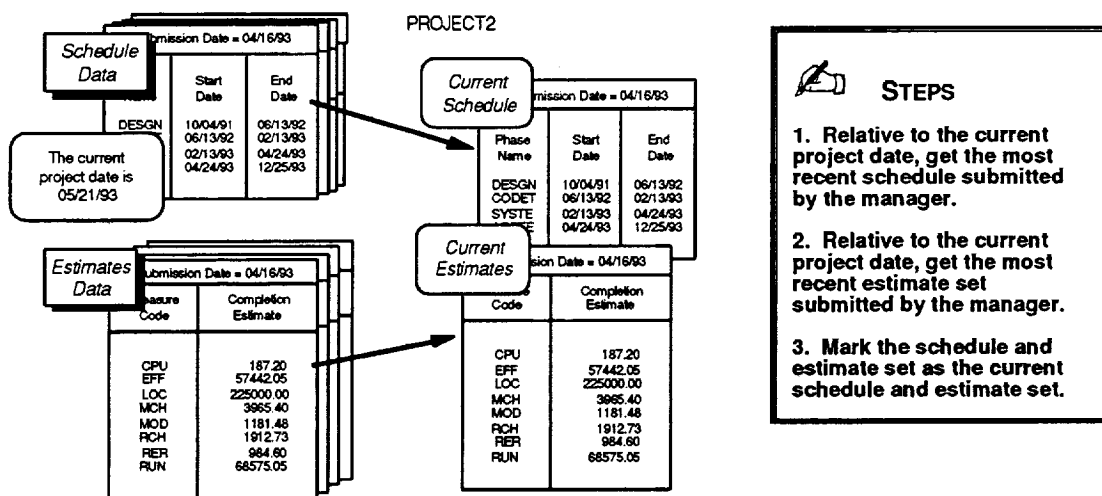 PROJECT2
Schedule
Data
mission Date = 04/16/93
Start
Date
End
Date
DESGN 10/04/91 06/13/92
06/13/92 02/13/93
02/13/93 04/24/93
04/24/93 12/25/93
The current
project date is
05/21/93
Current
Schedule
mission Date = 04/16/93
Phase
Name
Start
Date
End
Date
DESGN 10/04/91 06/13/92
CODET 06/13/92 02/13/93
SYSTE 02/13/93 04/24/93
04/24/93 12/25/93
Estimates
Data
ubmission Date = 04/16/93
easure
Code
Completion
Estimate
CPU 187.20
EFF 57442.05
LOC 225000.00
MCH 3965.40
MOD 1181.48
RCH 1912.73
RER 984.60
RUN 68575.05
Current
Estimates
sion Date = 04/16/93
Code
Completion
Estimate
CPU 187.20
EFF 57442.05
LOC 225000.00
MCH 3965.40
MOD 1181.48
RCH 1912.73
RER 984.60
RUN 68575.05
STEPS
1. Relative to the current
project date, get the most
recent schedule submitted
by the manager.
2. Relative to the current
project date, get the most
recent estimate set
submitted by the manager.
3. Mark the schedule and
estimate set as the current
schedule and estimate set.